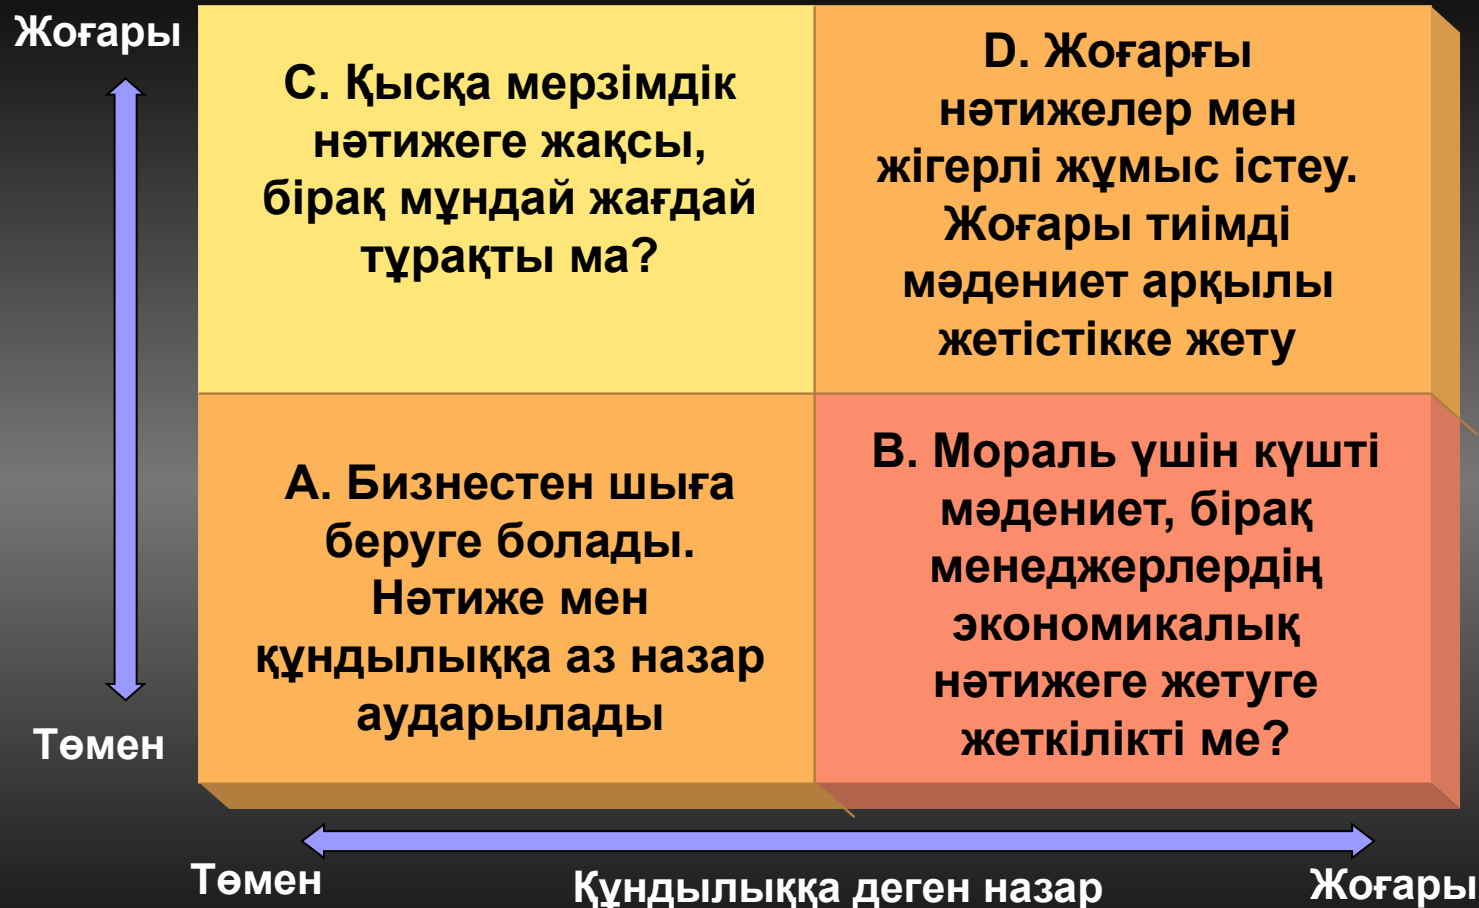 Жоғары
C. Қысқа мерзімдік
нәтижеге жақсы,
бірақ мұндай жағдай
тұрақты ма?
D. Жоғарғы
нәтижелер мен
жігерлі жұмыс істеу.
Жоғары тиімді
мәдениет арқылы
жетістікке жету
A. Бизнестен шыға
беруге болады.
Нәтиже мен
құндылыққа аз назар
аударылады
B. Мораль үшін күшті
мәдениет, бірақ
менеджерлердің
экономикалық
нәтижеге жетуге
жеткілікті ме?
Төмен
Төмен
Құндылыққа деген назар
Жоғары